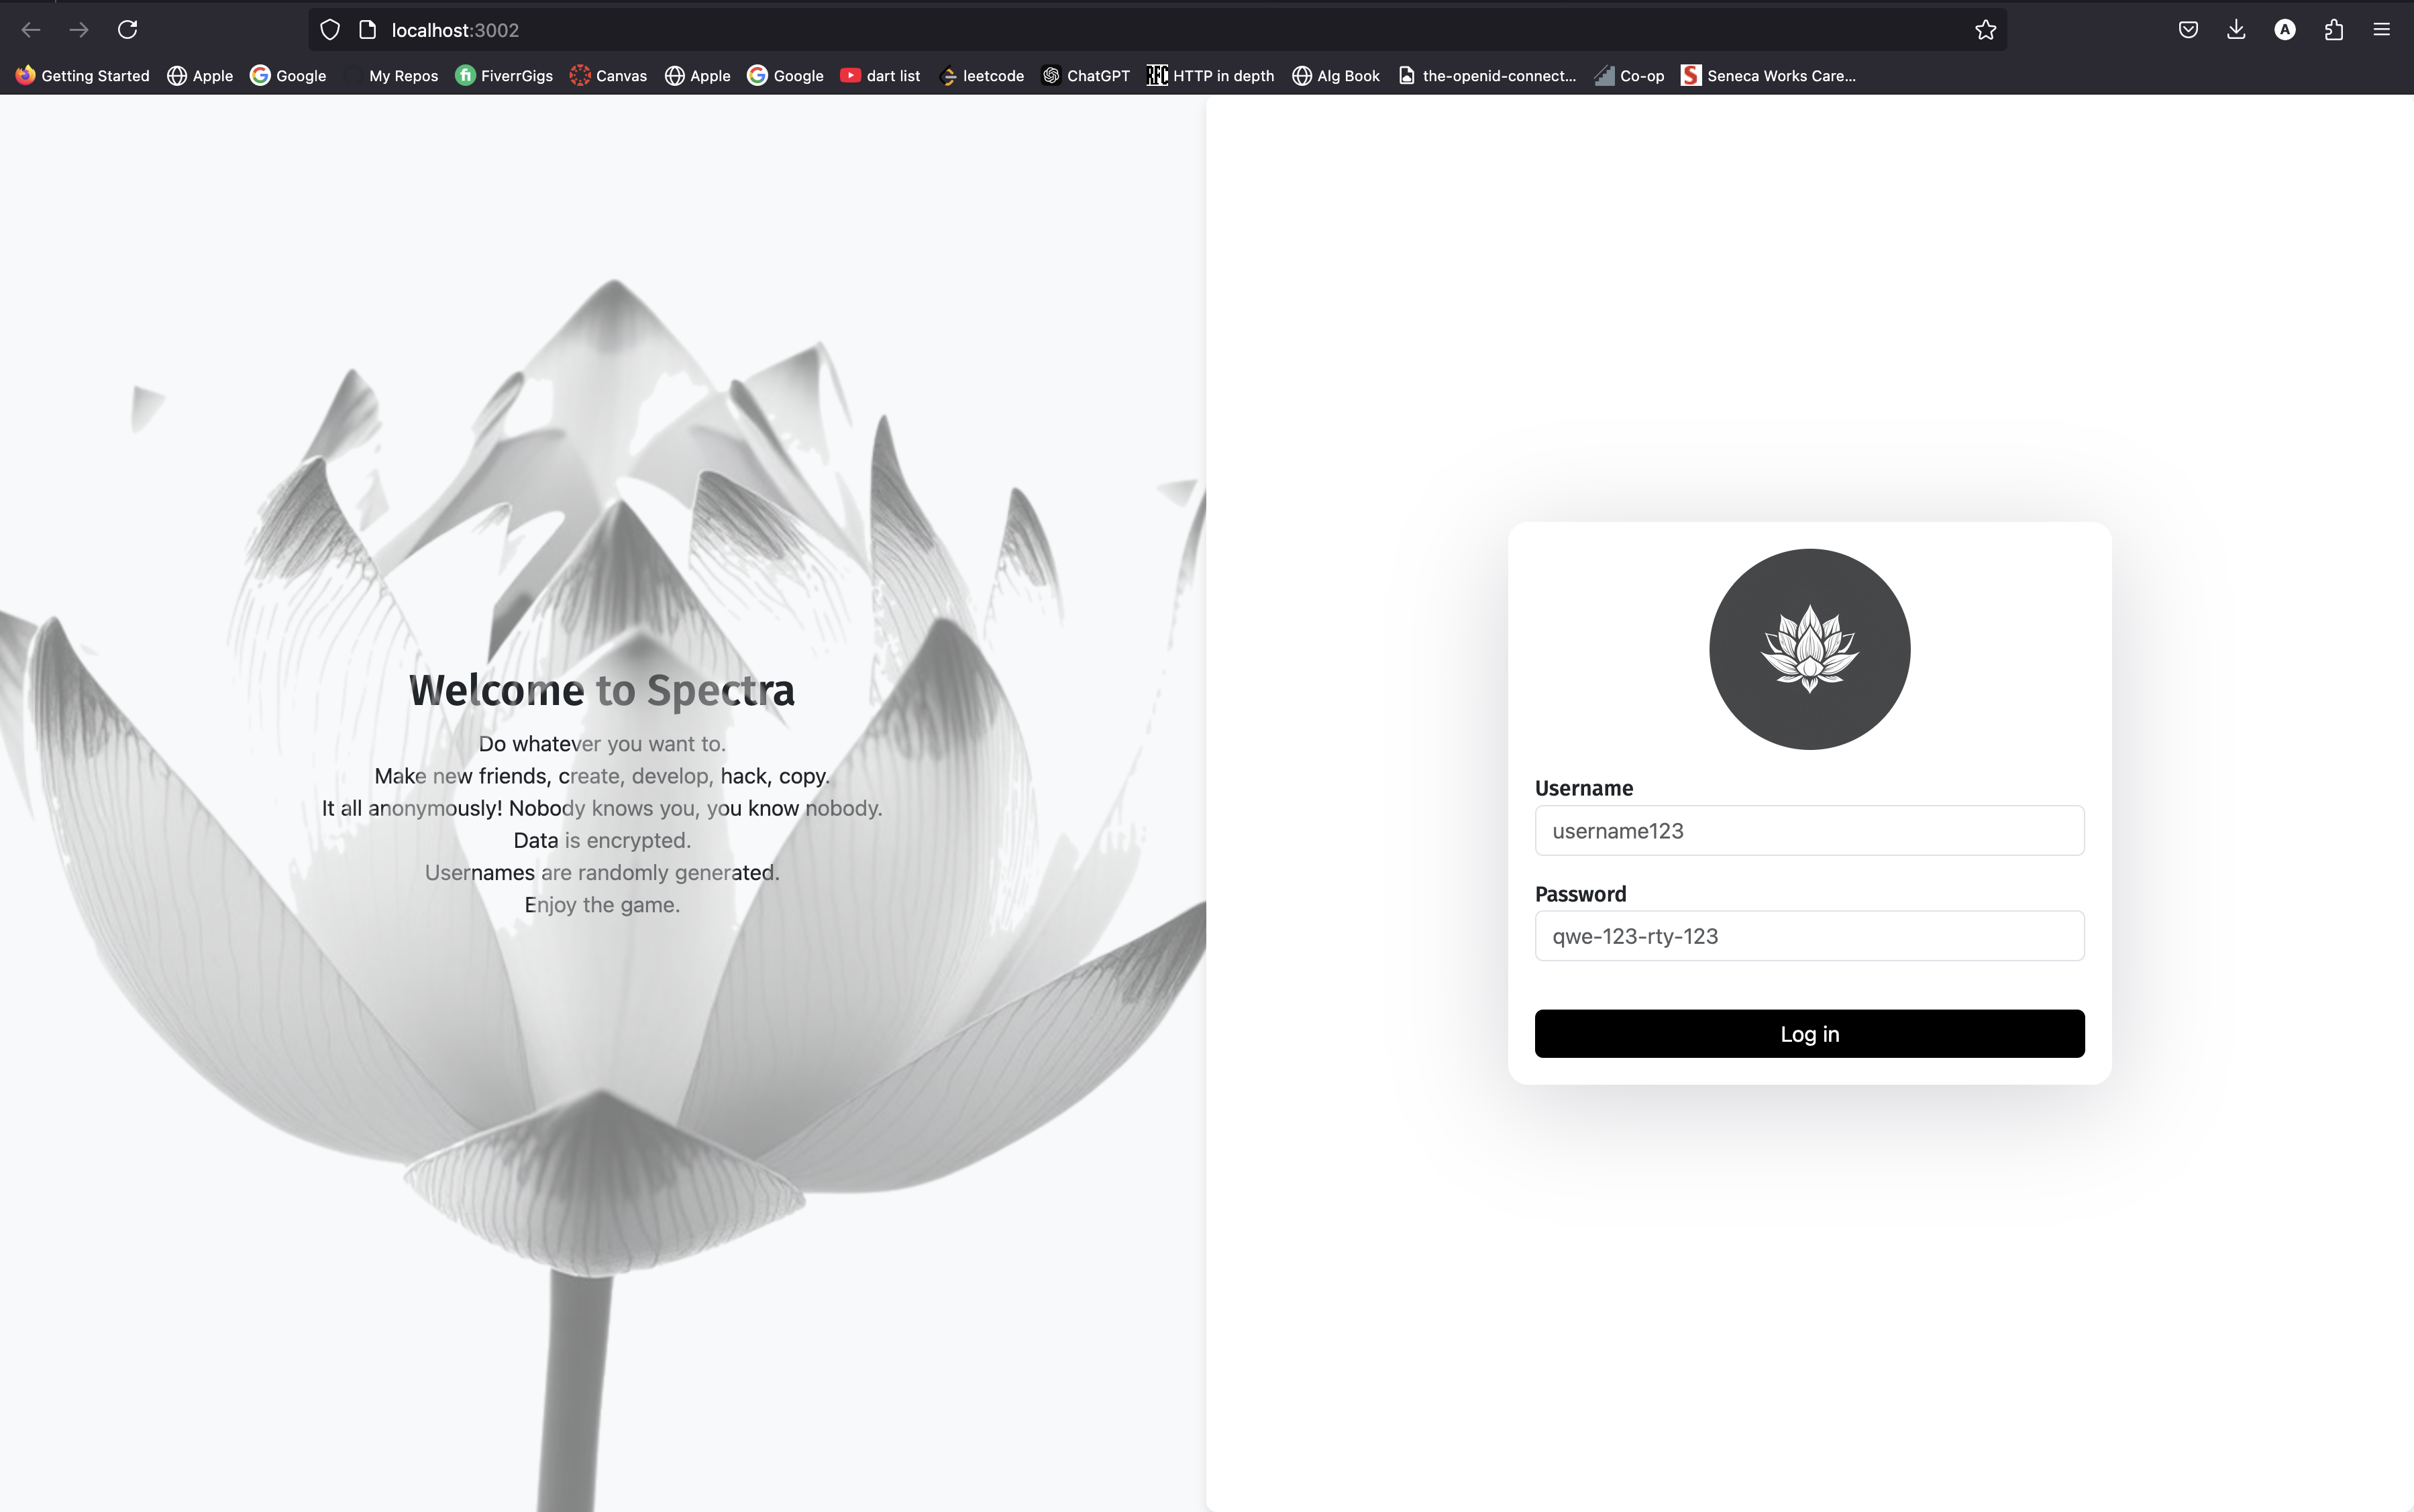 localhost:3002
Getting Started Apple Google My Repos FiverrGigs Canvas Apple Google dart list leetcode ChatGPT HTTP in depth Alg Book the-openid-connect... Co-op Seneca Works Care...
Welcome to Spectra
Do whatever you want to.
Make new friends, create, develop, hack, copy.
It all anonymously! Nobody knows you, you know nobody.
Data is encrypted.
Usernames are randomly generated.
Enjoy the game.
Username
username123
Password
qwe-123-rty-123
Log in